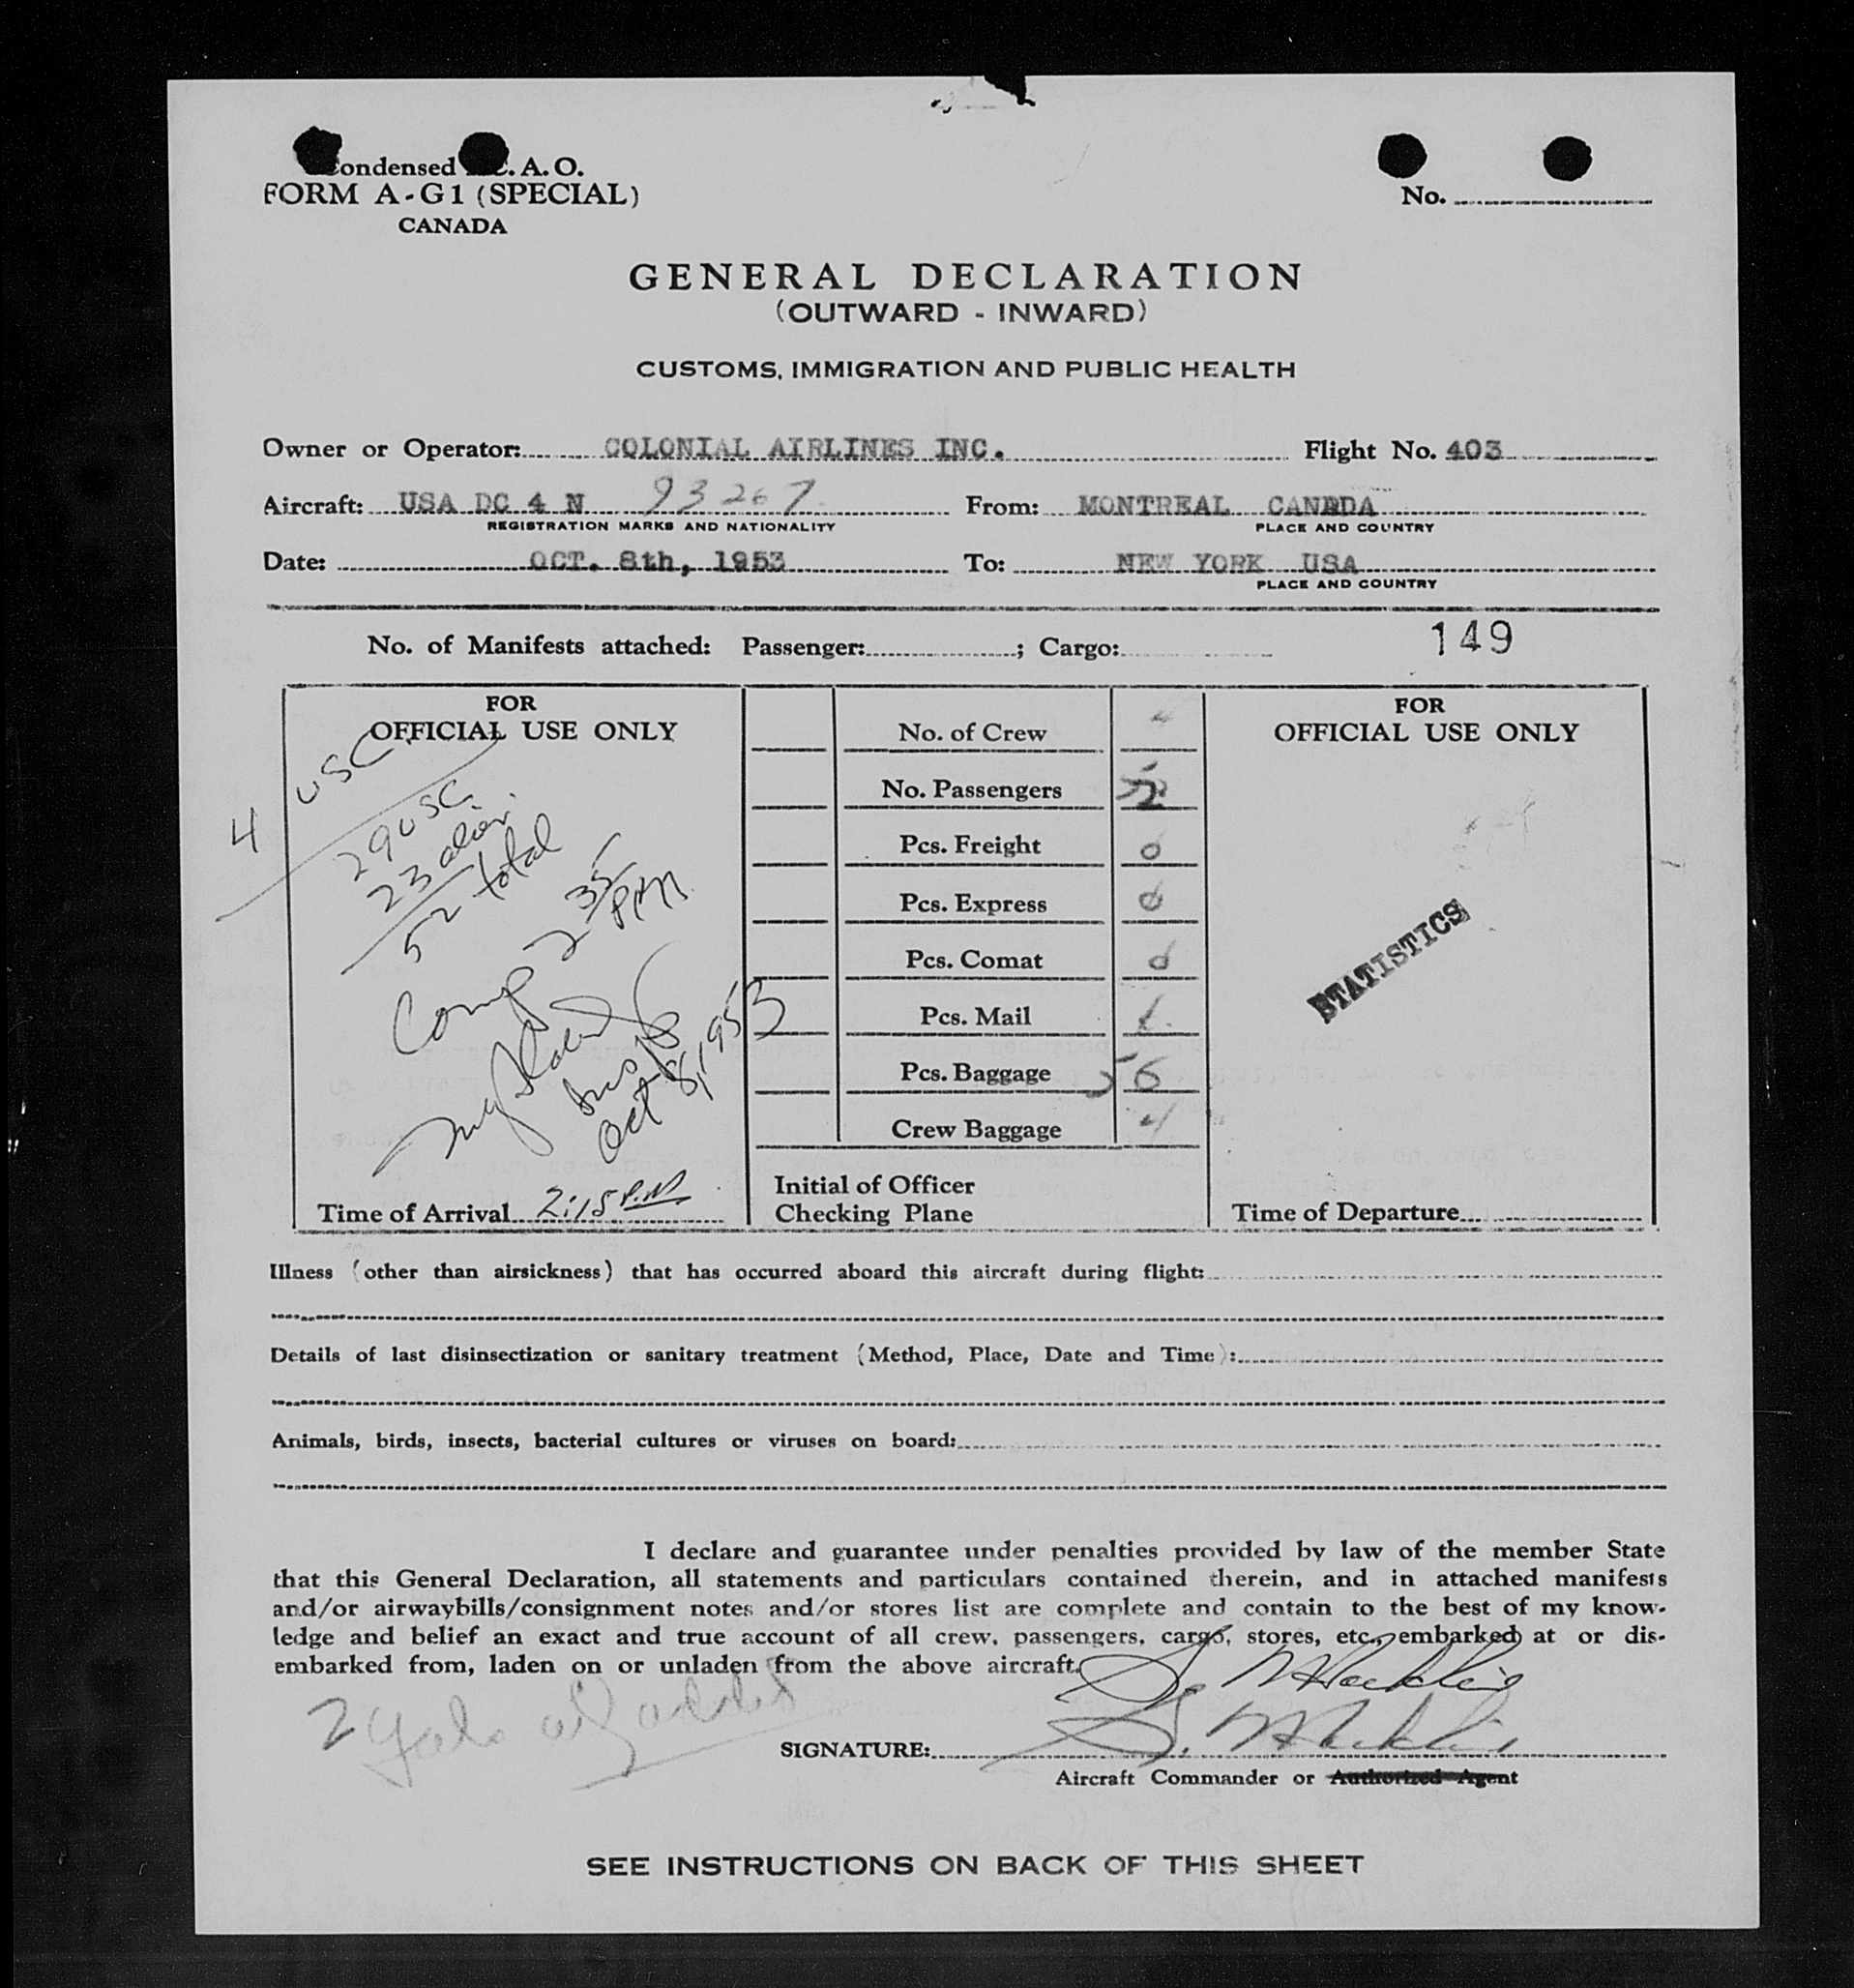 ondensed . A. O.
FORM A-G1 (SPECIAL)
CANADA
No.
GENERAL DECLARATION
(OUTWARD - INWARD)
CUSTOMS, IMMIGRATION AND PUBLIC HEALTH
Owner or Operator: COLONIAL AIRLINES INC. Flight No. 403
Aircraft: USA DC 4 N 93267 From: MONTREAL CANADA
REGISTRATION MARKS AND NATIONALITY PLACE AND COUNTRY
Date: OCT. 8th, 1953 To: NEW YORK USA
PLACE AND COUNTRY
No. of Manifests attached: Passenger: ; Cargo: 149
FOR
OFFICIAL USE ONLY
4 USC
29 USC
23 alien
52 total
Comp 2 35 PM
Insp
Oct 8, 1953
Time of Arrival 2:15 P.M
No. of Crew 4
No. Passengers 52
Pcs. Freight 0
Pcs. Express 0
Pcs. Comat 0
Pcs. Mail 1
Pcs. Baggage 56
Crew Baggage 4
Initial of Officer
Checking Plane
FOR
OFFICIAL USE ONLY
STATISTICS
Time of Departure
Illness (other than airsickness) that has occurred aboard this aircraft during flight:
Details of last disinsectization or sanitary treatment (Method, Place, Date and Time):
Animals, birds, insects, bacterial cultures or viruses on board:
I declare and guarantee under penalties provided by law of the member State
that this General Declaration, all statements and particulars contained therein, and in attached manifests
and/or airwaybills/consignment notes and/or stores list are complete and contain to the best of my know-
ledge and belief an exact and true account of all crew, passengers, cargo, stores, etc., embarked at or dis-
embarked from, laden on or unladen from the above aircraft.
2 Gals oil added
SIGNATURE:
Aircraft Commander or Authorized Agent
SEE INSTRUCTIONS ON BACK OF THIS SHEET